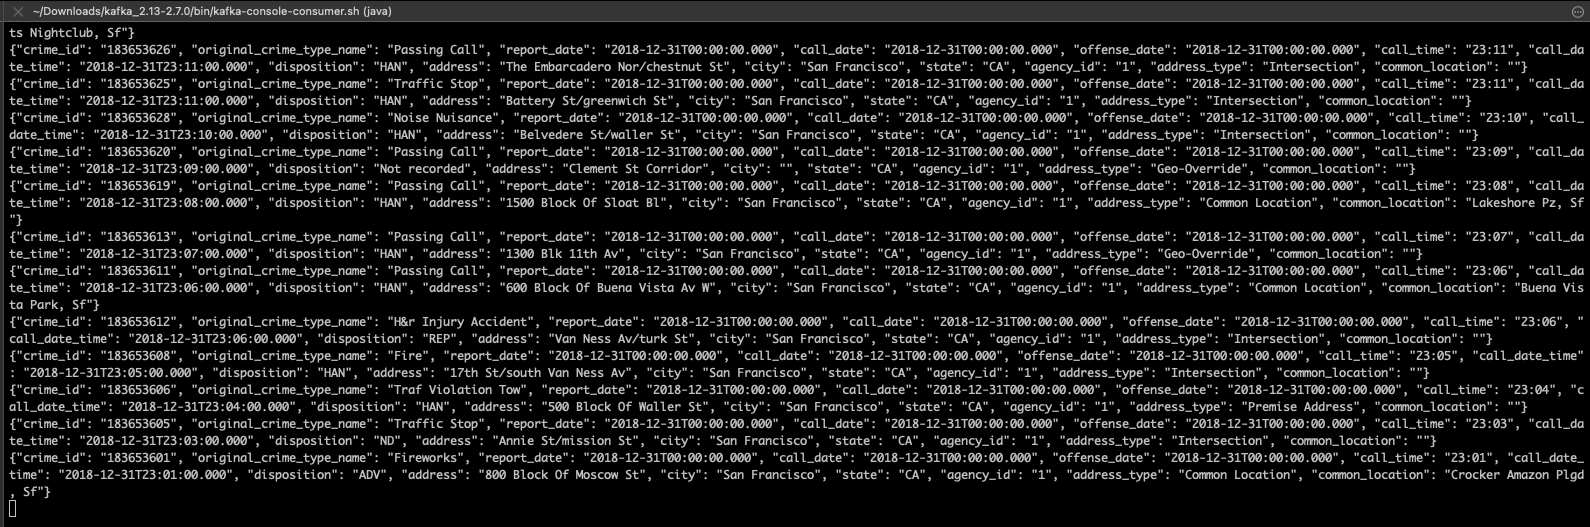 ~/Downloads/kafka_2.13-2.7.0/bin/kafka-console-consumer.sh (java)
ts Nightclub, Sf"}
{"crime_id": "183653626", "original_crime_type_name": "Passing Call", "report_date": "2018-12-31T00:00:00.000", "call_date": "2018-12-31T00:00:00.000", "offense_date": "2018-12-31T00:00:00.000", "call_time": "23:11", "call_da
te_time": "2018-12-31T23:11:00.000", "disposition": "HAN", "address": "The Embarcadero Nor/chestnut St", "city": "San Francisco", "state": "CA", "agency_id": "1", "address_type": "Intersection", "common_location": ""}
{"crime_id": "183653625", "original_crime_type_name": "Traffic Stop", "report_date": "2018-12-31T00:00:00.000", "call_date": "2018-12-31T00:00:00.000", "offense_date": "2018-12-31T00:00:00.000", "call_time": "23:11", "call_da
te_time": "2018-12-31T23:11:00.000", "disposition": "HAN", "address": "Battery St/greenwich St", "city": "San Francisco", "state": "CA", "agency_id": "1", "address_type": "Intersection", "common_location": ""}
{"crime_id": "183653628", "original_crime_type_name": "Noise Nuisance", "report_date": "2018-12-31T00:00:00.000", "call_date": "2018-12-31T00:00:00.000", "offense_date": "2018-12-31T00:00:00.000", "call_time": "23:10", "call_
date_time": "2018-12-31T23:10:00.000", "disposition": "HAN", "address": "Belvedere St/waller St", "city": "San Francisco", "state": "CA", "agency_id": "1", "address_type": "Intersection", "common_location": ""}
{"crime_id": "183653620", "original_crime_type_name": "Passing Call", "report_date": "2018-12-31T00:00:00.000", "call_date": "2018-12-31T00:00:00.000", "offense_date": "2018-12-31T00:00:00.000", "call_time": "23:09", "call_da
te_time": "2018-12-31T23:09:00.000", "disposition": "Not recorded", "address": "Clement St Corridor", "city": "", "state": "CA", "agency_id": "1", "address_type": "Geo-Override", "common_location": ""}
{"crime_id": "183653619", "original_crime_type_name": "Passing Call", "report_date": "2018-12-31T00:00:00.000", "call_date": "2018-12-31T00:00:00.000", "offense_date": "2018-12-31T00:00:00.000", "call_time": "23:08", "call_da
te_time": "2018-12-31T23:08:00.000", "disposition": "HAN", "address": "1500 Block Of Sloat Bl", "city": "San Francisco", "state": "CA", "agency_id": "1", "address_type": "Common Location", "common_location": "Lakeshore Pz, Sf
"}
{"crime_id": "183653613", "original_crime_type_name": "Passing Call", "report_date": "2018-12-31T00:00:00.000", "call_date": "2018-12-31T00:00:00.000", "offense_date": "2018-12-31T00:00:00.000", "call_time": "23:07", "call_da
te_time": "2018-12-31T23:07:00.000", "disposition": "HAN", "address": "1300 Blk 11th Av", "city": "San Francisco", "state": "CA", "agency_id": "1", "address_type": "Geo-Override", "common_location": ""}
{"crime_id": "183653611", "original_crime_type_name": "Passing Call", "report_date": "2018-12-31T00:00:00.000", "call_date": "2018-12-31T00:00:00.000", "offense_date": "2018-12-31T00:00:00.000", "call_time": "23:06", "call_da
te_time": "2018-12-31T23:06:00.000", "disposition": "HAN", "address": "600 Block Of Buena Vista Av W", "city": "San Francisco", "state": "CA", "agency_id": "1", "address_type": "Common Location", "common_location": "Buena Vis
ta Park, Sf"}
{"crime_id": "183653612", "original_crime_type_name": "H&r Injury Accident", "report_date": "2018-12-31T00:00:00.000", "call_date": "2018-12-31T00:00:00.000", "offense_date": "2018-12-31T00:00:00.000", "call_time": "23:06", "
call_date_time": "2018-12-31T23:06:00.000", "disposition": "REP", "address": "Van Ness Av/turk St", "city": "San Francisco", "state": "CA", "agency_id": "1", "address_type": "Intersection", "common_location": ""}
{"crime_id": "183653608", "original_crime_type_name": "Fire", "report_date": "2018-12-31T00:00:00.000", "call_date": "2018-12-31T00:00:00.000", "offense_date": "2018-12-31T00:00:00.000", "call_time": "23:05", "call_date_time"
: "2018-12-31T23:05:00.000", "disposition": "HAN", "address": "17th St/south Van Ness Av", "city": "San Francisco", "state": "CA", "agency_id": "1", "address_type": "Intersection", "common_location": ""}
{"crime_id": "183653606", "original_crime_type_name": "Traf Violation Tow", "report_date": "2018-12-31T00:00:00.000", "call_date": "2018-12-31T00:00:00.000", "offense_date": "2018-12-31T00:00:00.000", "call_time": "23:04", "c
all_date_time": "2018-12-31T23:04:00.000", "disposition": "HAN", "address": "500 Block Of Waller St", "city": "San Francisco", "state": "CA", "agency_id": "1", "address_type": "Premise Address", "common_location": ""}
{"crime_id": "183653605", "original_crime_type_name": "Traffic Stop", "report_date": "2018-12-31T00:00:00.000", "call_date": "2018-12-31T00:00:00.000", "offense_date": "2018-12-31T00:00:00.000", "call_time": "23:03", "call_da
te_time": "2018-12-31T23:03:00.000", "disposition": "ND", "address": "Annie St/mission St", "city": "San Francisco", "state": "CA", "agency_id": "1", "address_type": "Intersection", "common_location": ""}
{"crime_id": "183653601", "original_crime_type_name": "Fireworks", "report_date": "2018-12-31T00:00:00.000", "call_date": "2018-12-31T00:00:00.000", "offense_date": "2018-12-31T00:00:00.000", "call_time": "23:01", "call_date_
time": "2018-12-31T23:01:00.000", "disposition": "ADV", "address": "800 Block Of Moscow St", "city": "San Francisco", "state": "CA", "agency_id": "1", "address_type": "Common Location", "common_location": "Crocker Amazon Plgd
, Sf"}